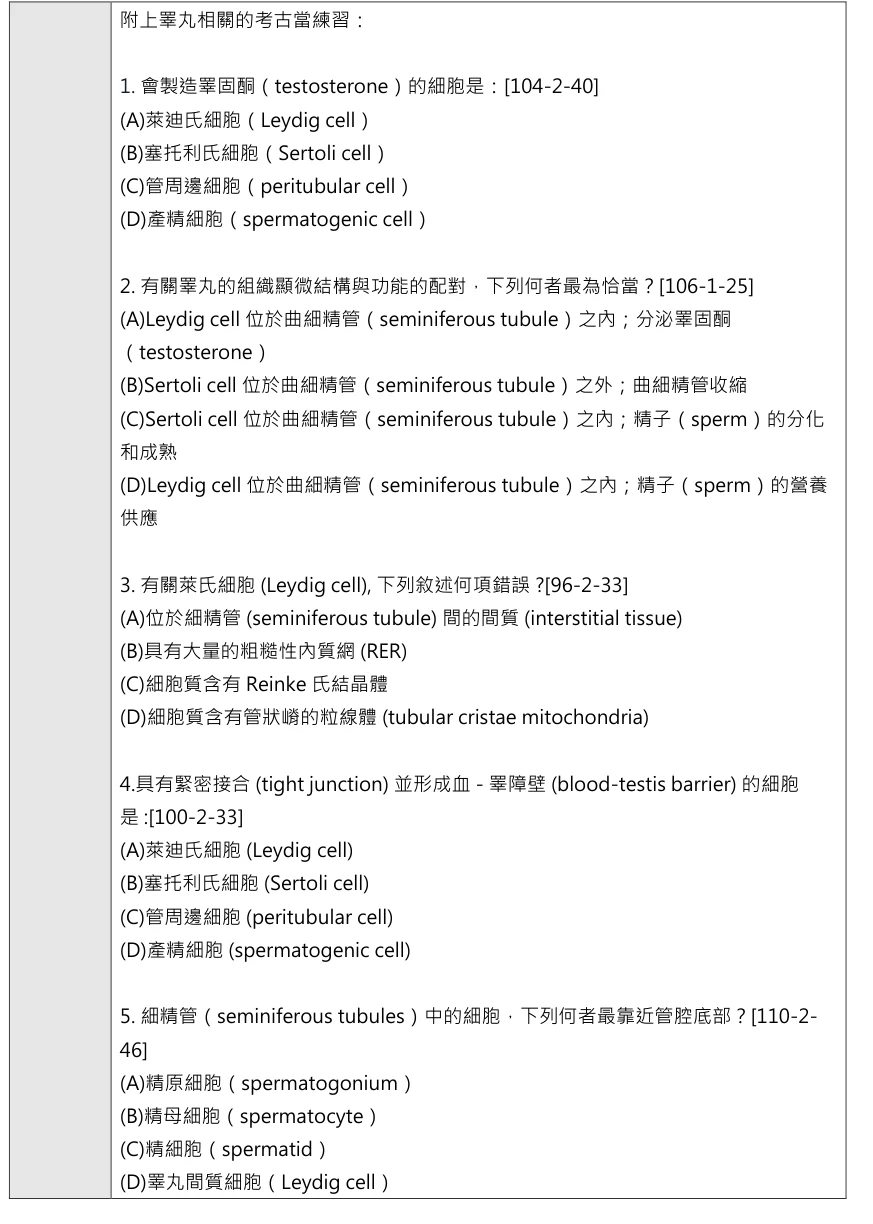 附上睪丸相關的考古當練習：
1. 會製造睪固酮（testosterone）的細胞是：[104-2-40]
(A)萊迪氏細胞（Leydig cell）
(B)塞托利氏細胞（Sertoli cell）
(C)管周邊細胞（peritubular cell）
(D)產精細胞（spermatogenic cell）
2. 有關睪丸的組織顯微結構與功能的配對，下列何者最為恰當？[106-1-25]
(A)Leydig cell 位於曲細精管（seminiferous tubule）之內；分泌睪固酮
（testosterone）
(B)Sertoli cell 位於曲細精管（seminiferous tubule）之外；曲細精管收縮
(C)Sertoli cell 位於曲細精管（seminiferous tubule）之內；精子（sperm）的分化
和成熟
(D)Leydig cell 位於曲細精管（seminiferous tubule）之內；精子（sperm）的營養
供應
3. 有關萊氏細胞 (Leydig cell), 下列敘述何項錯誤 ?[96-2-33]
(A)位於細精管 (seminiferous tubule) 間的間質 (interstitial tissue)
(B)具有大量的粗糙性內質網 (RER)
(C)細胞質含有 Reinke 氏結晶體
(D)細胞質含有管狀嵴的粒線體 (tubular cristae mitochondria)
4.具有緊密接合 (tight junction) 並形成血 - 睪障壁 (blood-testis barrier) 的細胞
是 :[100-2-33]
(A)萊迪氏細胞 (Leydig cell)
(B)塞托利氏細胞 (Sertoli cell)
(C)管周邊細胞 (peritubular cell)
(D)產精細胞 (spermatogenic cell)
5. 細精管（seminiferous tubules）中的細胞，下列何者最靠近管腔底部？[110-2-
46]
(A)精原細胞（spermatogonium）
(B)精母細胞（spermatocyte）
(C)精細胞（spermatid）
(D)睪丸間質細胞（Leydig cell）